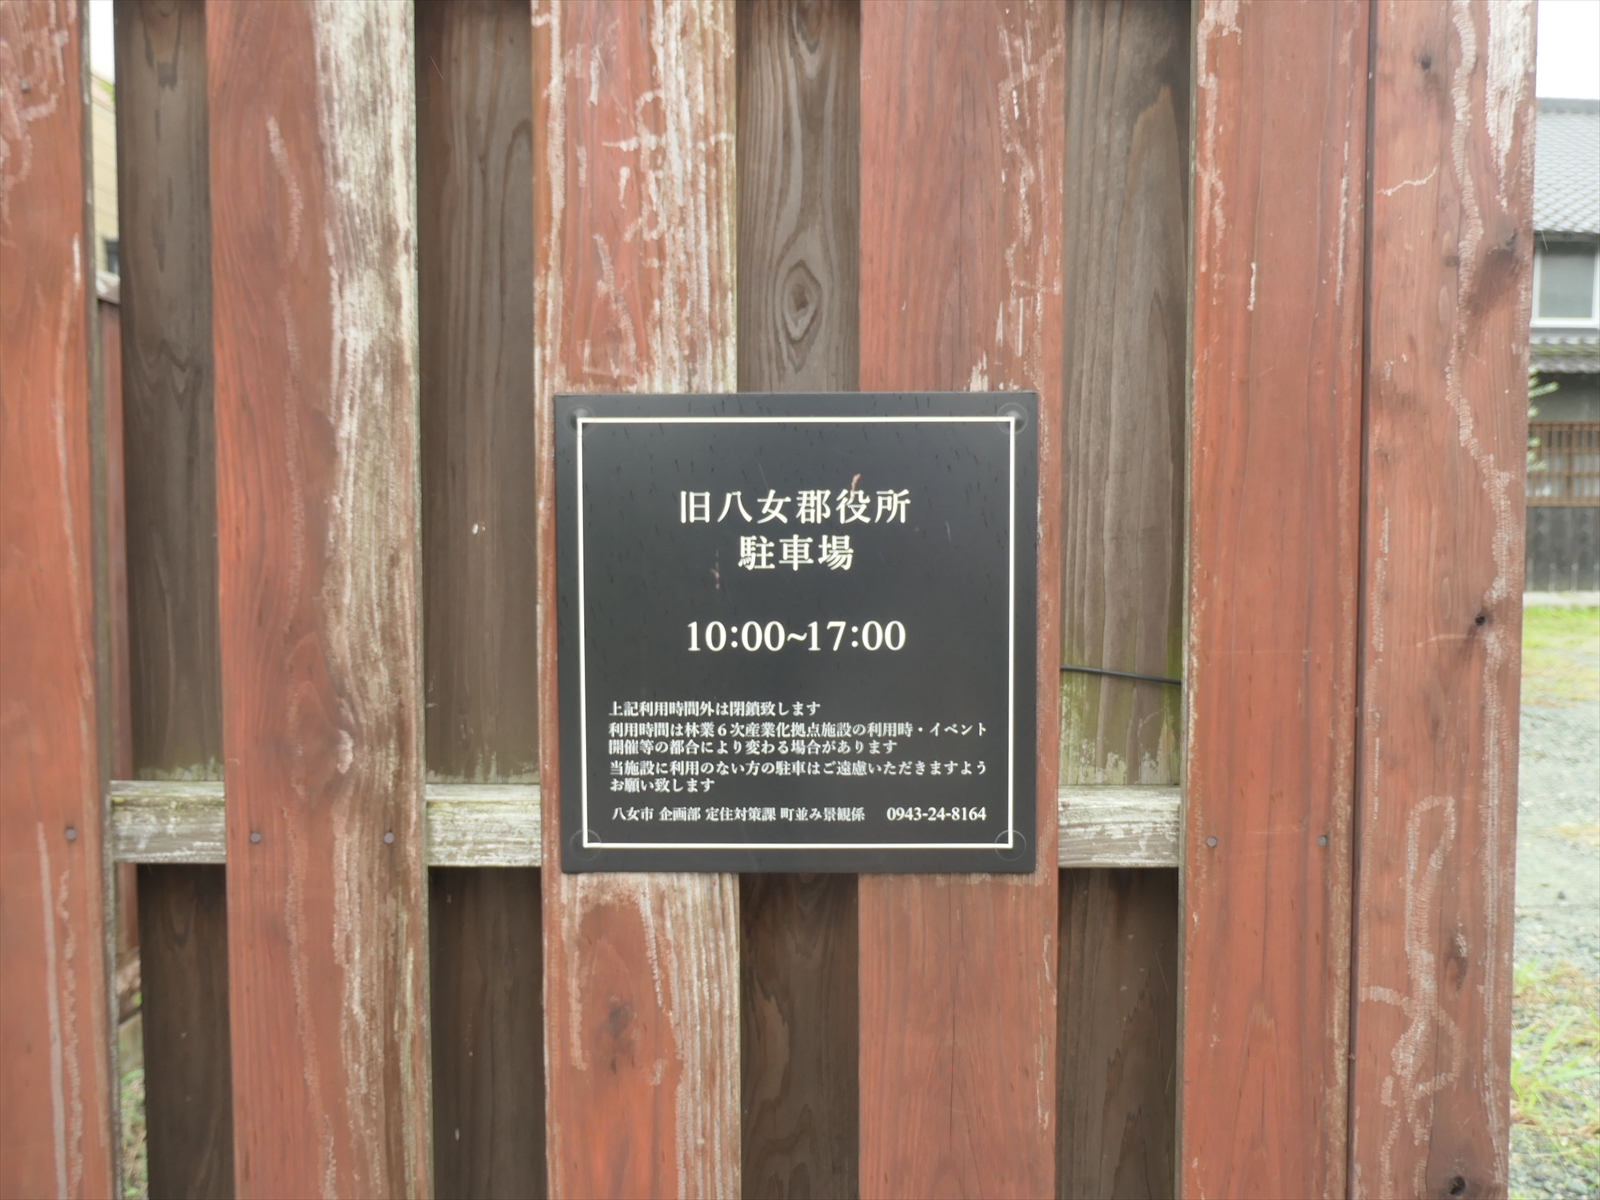 旧八女郡役所
駐車場
10:00~17:00
上記利用時間外は閉鎖致します
利用時間は林業6次産業化拠点施設の利用時・イベント
開催等の都合により変わる場合があります
当施設に利用のない方の駐車はご遠慮いただきますよう
お願い致します
八女市 企画部 定住対策課 町並み景観係 0943-24-8164